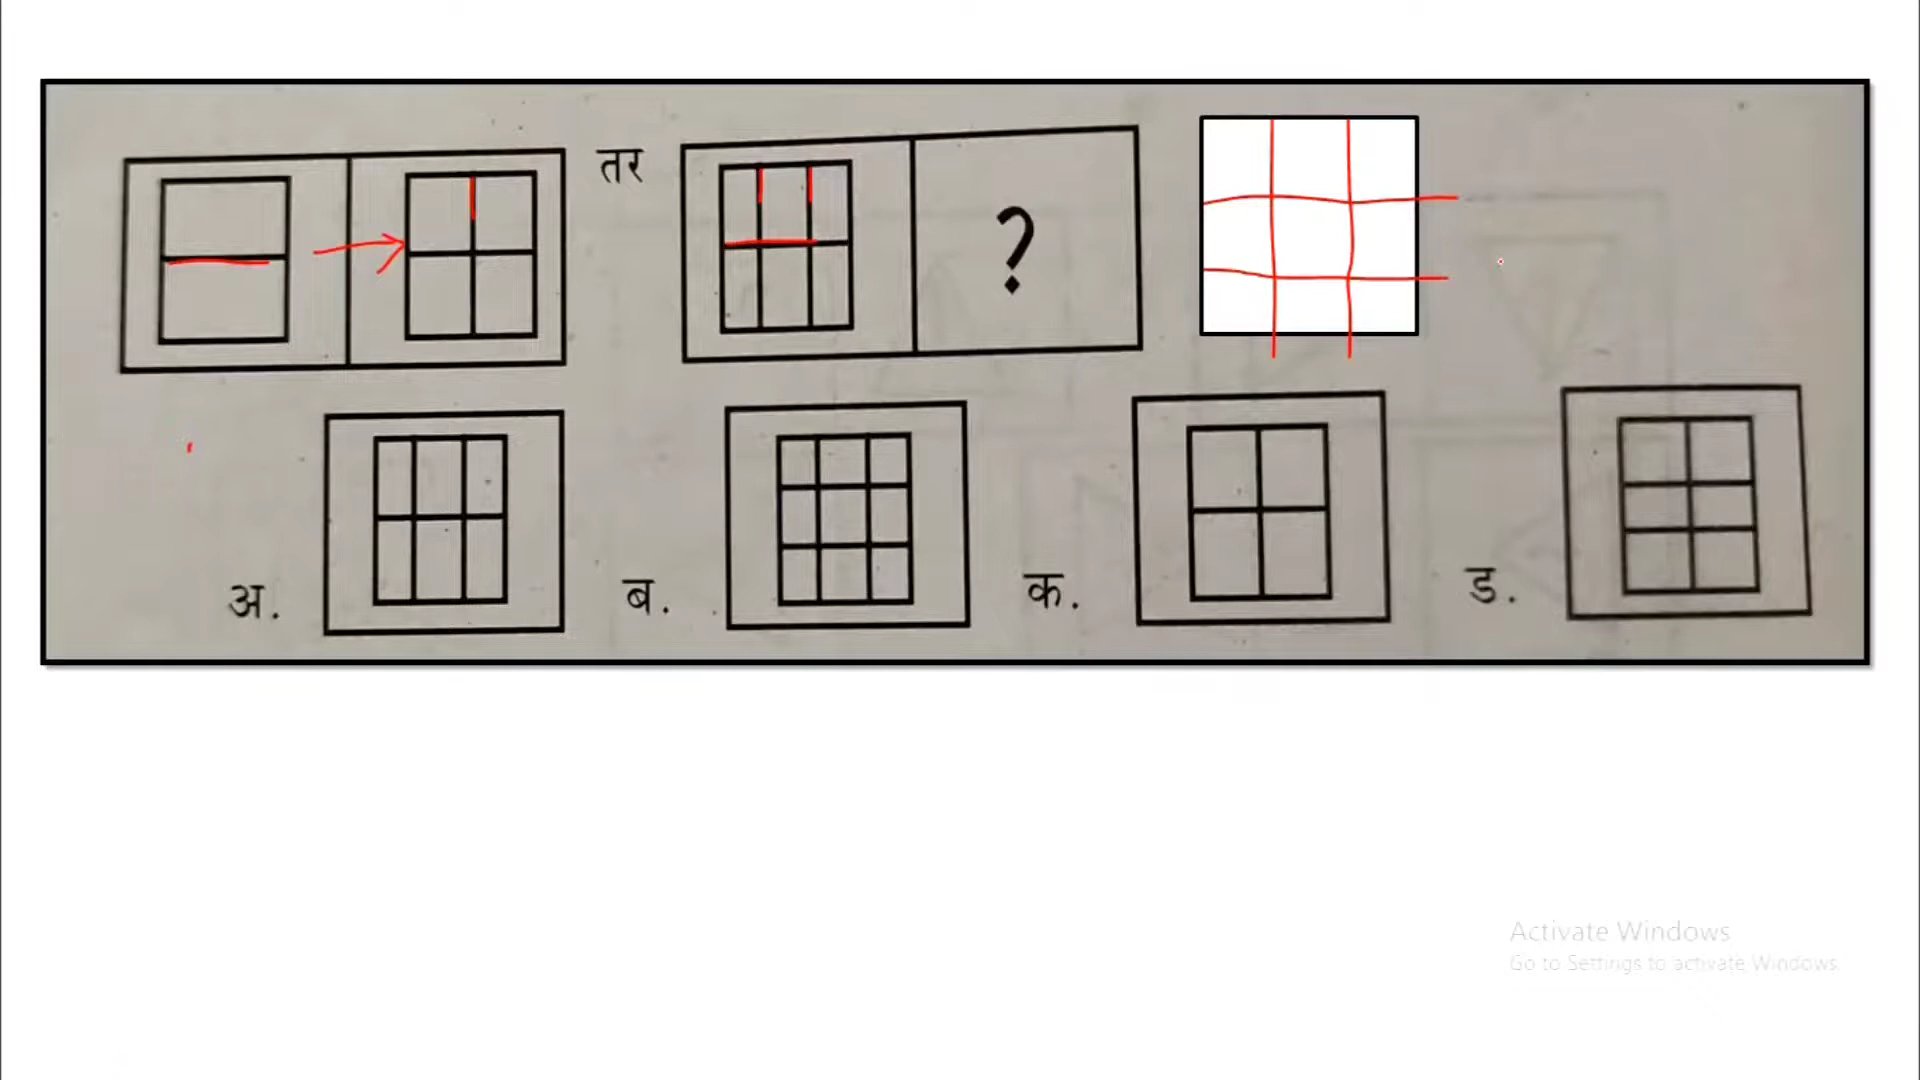 तर
?
अ. ब. क. ड.
Activate Windows
Go to Settings to activate Windows.